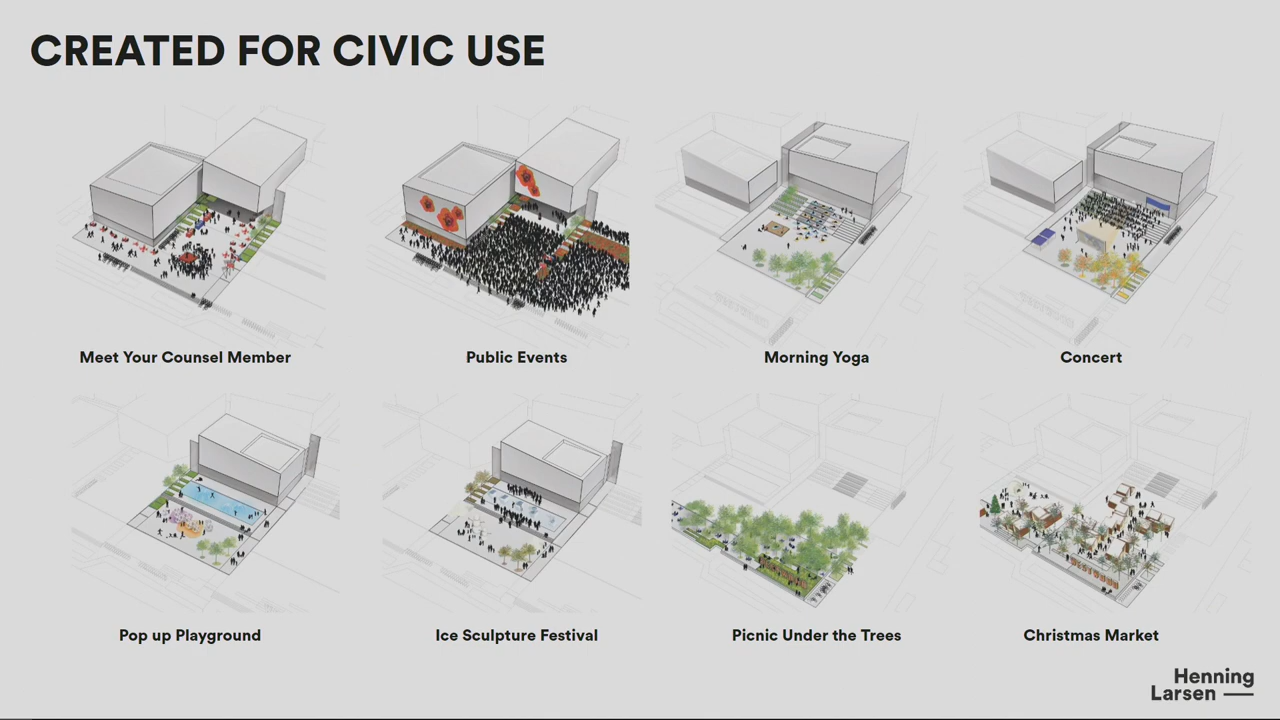 CREATED FOR CIVIC USE
Meet Your Counsel Member
Public Events
Morning Yoga
Concert
Pop up Playground
Ice Sculpture Festival
Picnic Under the Trees
Christmas Market
Henning
Larsen